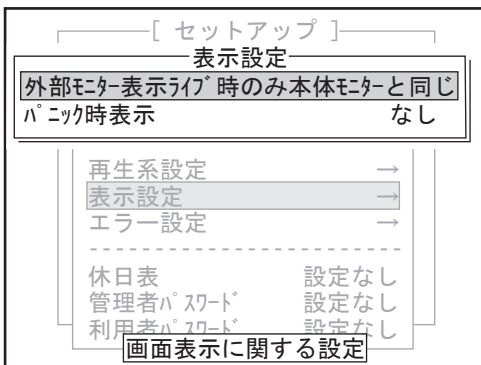 [ セットアップ ]
表示設定
外部ﾓﾆﾀｰ表示ﾗｲﾌﾞ時のみ本体ﾓﾆﾀｰと同じ
ﾊﾟﾆｯｸ時表示 なし
再生系設定 →
表示設定 →
エラー設定 →
休日表 設定なし
管理者ﾊﾟｽﾜｰﾄﾞ 設定なし
利用者ﾊﾟｽﾜｰﾄﾞ 設定なし
画面表示に関する設定